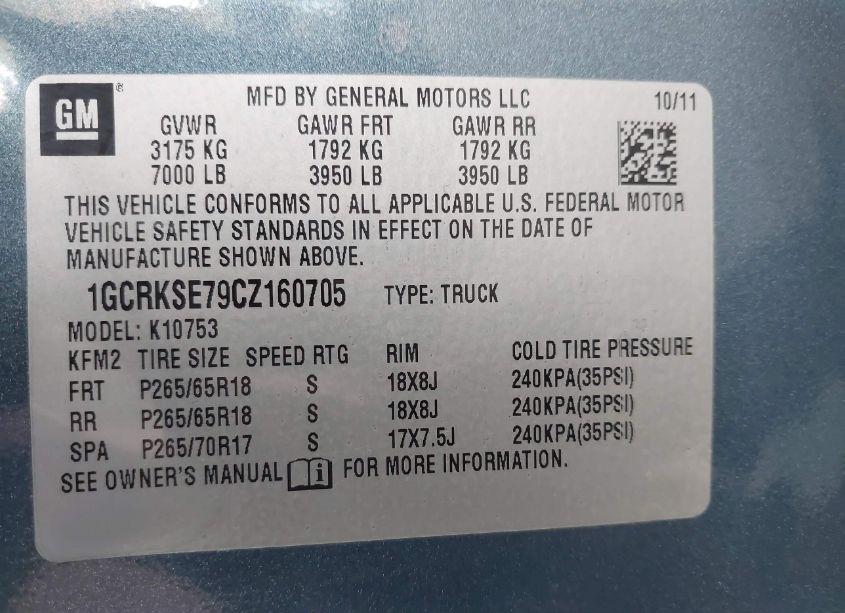 GM ®
MFD BY GENERAL MOTORS LLC 10/11
GVWR GAWR FRT GAWR RR
3175 KG 1792 KG 1792 KG
7000 LB 3950 LB 3950 LB
THIS VEHICLE CONFORMS TO ALL APPLICABLE U.S. FEDERAL MOTOR
VEHICLE SAFETY STANDARDS IN EFFECT ON THE DATE OF
MANUFACTURE SHOWN ABOVE.
1GCRKSE79CZ160705 TYPE: TRUCK
MODEL: K10753
KFM2 TIRE SIZE SPEED RTG RIM COLD TIRE PRESSURE
FRT P265/65R18 S 18X8J 240KPA(35PSI)
RR P265/65R18 S 18X8J 240KPA(35PSI)
SPA P265/70R17 S 17X7.5J 240KPA(35PSI)
SEE OWNER'S MANUAL i FOR MORE INFORMATION.